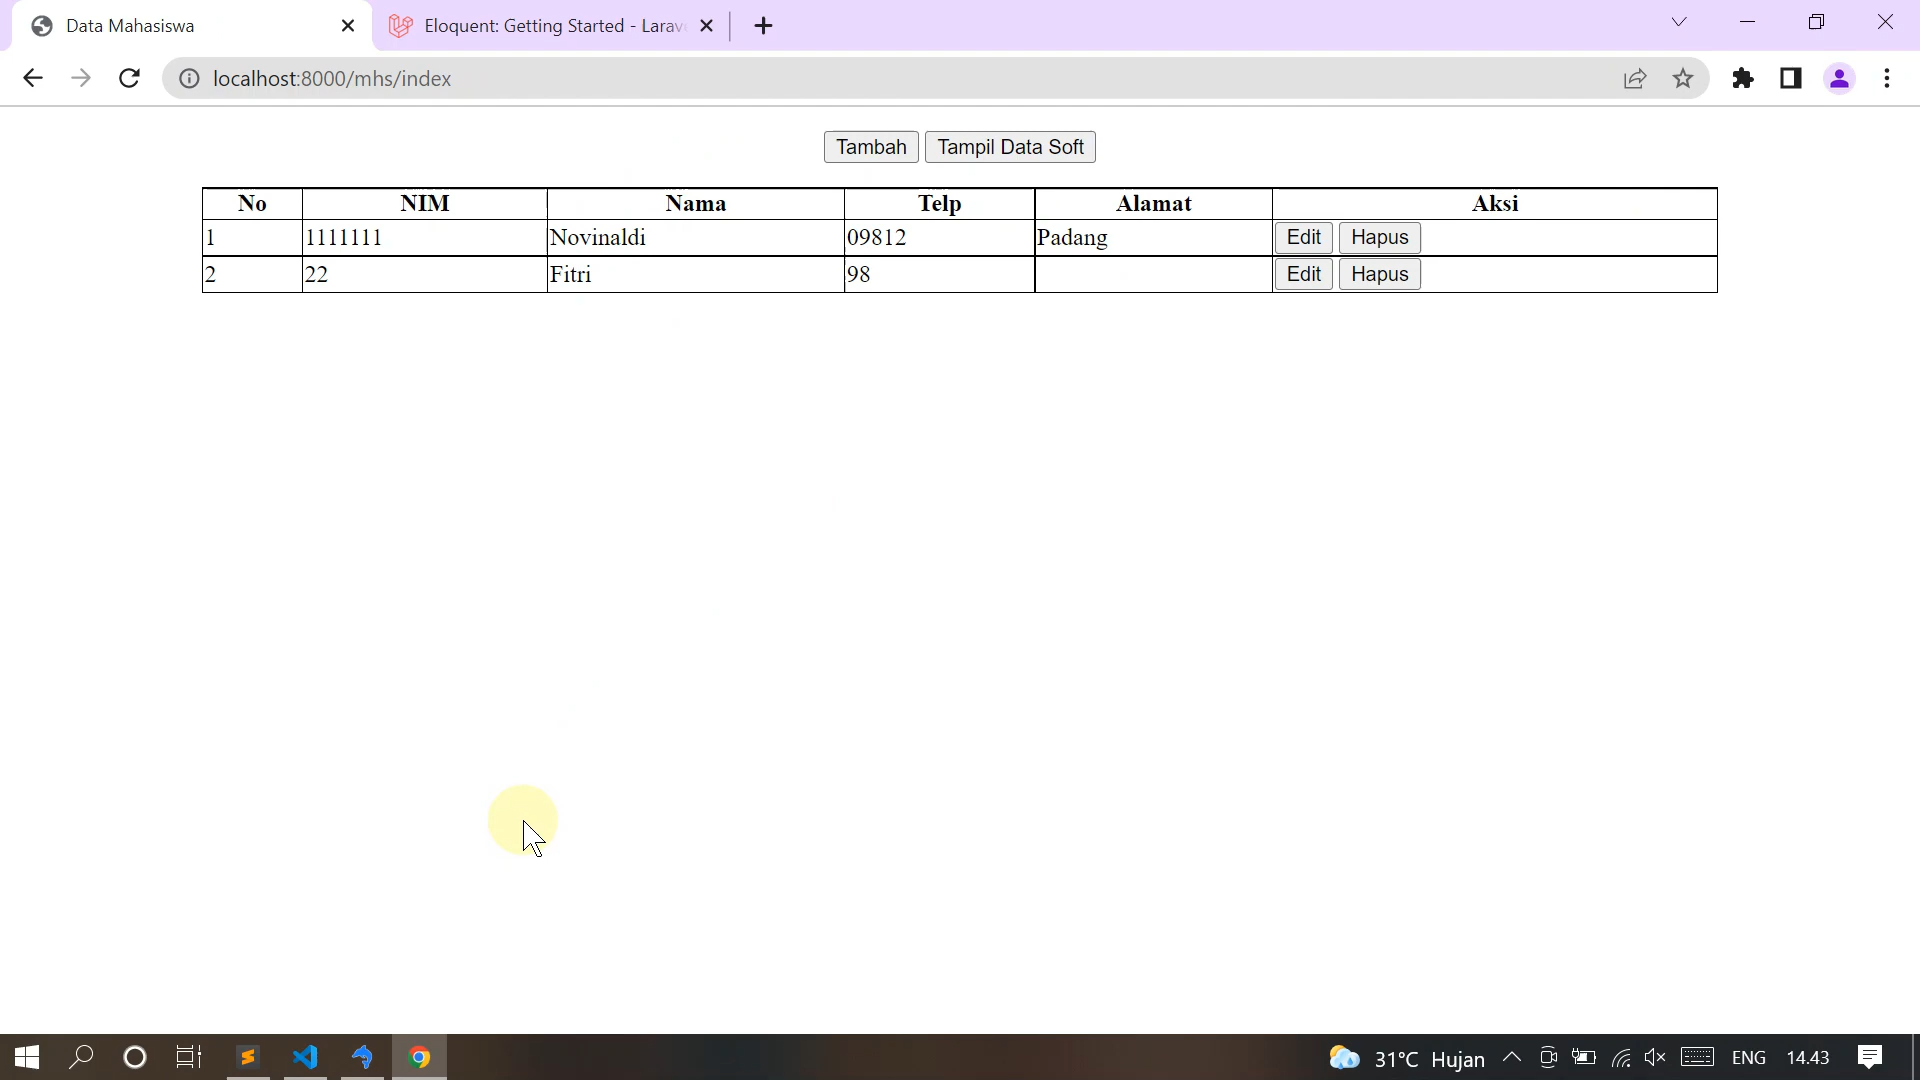 Data Mahasiswa
Eloquent: Getting Started - Larav
localhost:8000/mhs/index
Tambah Tampil Data Soft
No NIM Nama Telp Alamat Aksi
1 1111111 Novinaldi 09812 Padang Edit Hapus
2 22 Fitri 98 Edit Hapus
31°C Hujan ENG 14.43